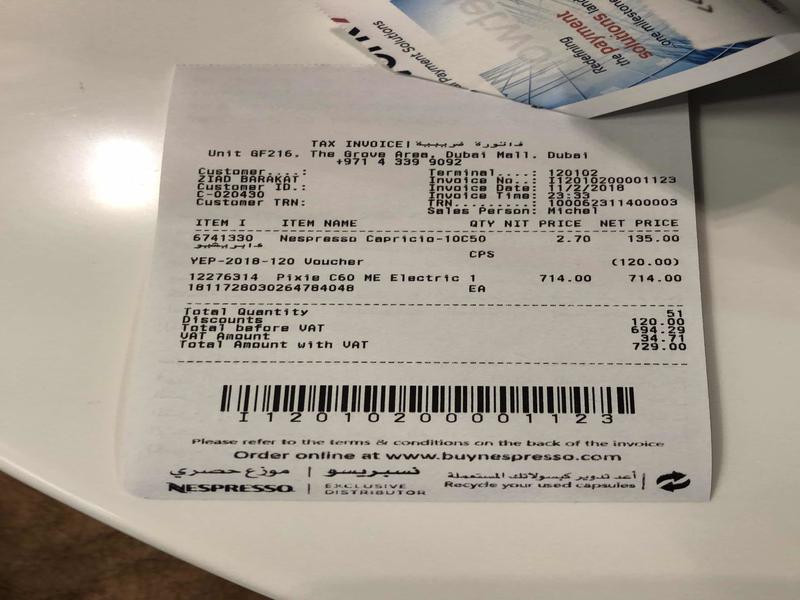 Redefining
the payment
solutions land
one milestone
al Payment Solutions
TAX INVOICE| فاتورة ضريبية
Unit GF216, The Grove Area, Dubai Mall, Dubai
+971 4 339 9092
Customer....:
ZIAD BARAKAT
Customer ID.:
C-020430
Customer TRN:
Terminal....: 120102
Invoice No..: I12010200001123
Invoice Date: 11/2/2018
Invoice Time: 23:33
TRN.........: 100062311400003
Sales Person: Michel
ITEM I ITEM NAME QTY NIT PRICE NET PRICE
6741330 Nespresso Capricio-10C50 2.70 135.00
كابريتشيو CPS
YEP-2018-120 Voucher (120.00)
12276314 Pixie C60 ME Electric 1 714.00 714.00
1811728030264784048 EA
Total Quantity 51
Discounts 120.00
Total before VAT 694.29
VAT Amount 34.71
Total Amount with VAT 729.00
I12010200001123
Please refer to the terms & conditions on the back of the invoice
Order online at www.buynespresso.com
موزع حصري | نسبريسو
NESPRESSO | EXCLUSIVE DISTRIBUTOR
أعد تدوير كبسولاتك المستعملة
Recycle your used capsules